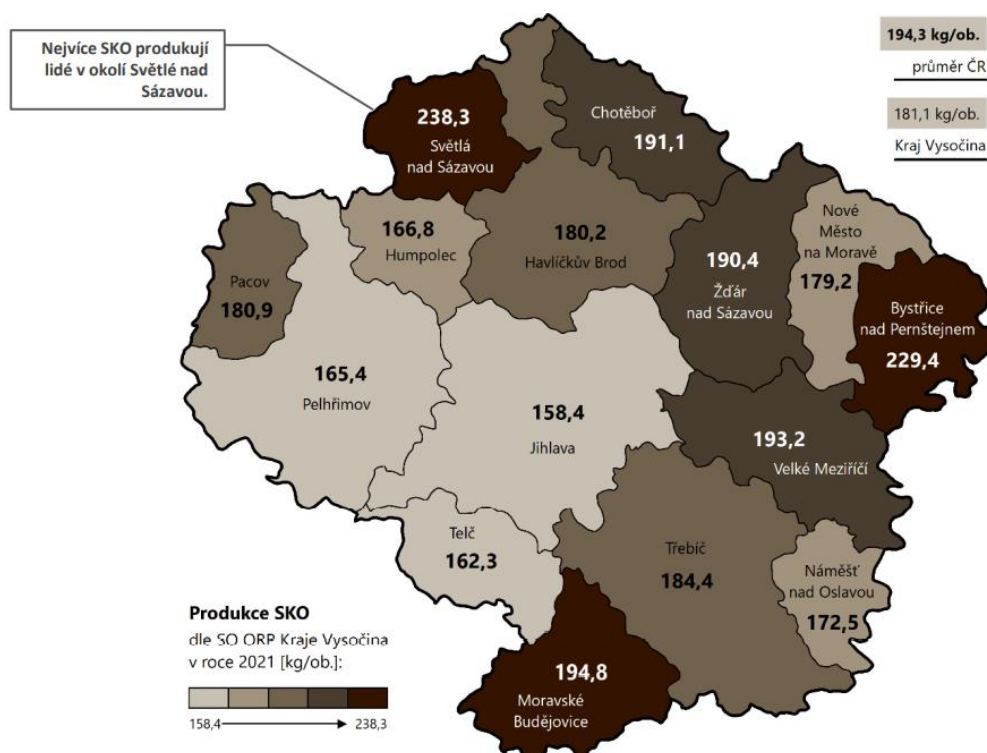 Nejvíce SKO produkují
lidé v okolí Světlé nad
Sázavou.
194,3 kg/ob.
průměr ČR
181,1 kg/ob.
Kraj Vysočina
238,3
Světlá
nad Sázavou
Chotěboř
191,1
166,8
Humpolec
180,2
Havlíčkův Brod
190,4
Žďár
nad Sázavou
Nové
Město
na Moravě
179,2
Bystřice
nad Pernštejnem
229,4
Pacov
180,9
165,4
Pelhřimov
158,4
Jihlava
193,2
Velké Meziříčí
Telč
162,3
Třebíč
184,4
Náměšť
nad Oslavou
172,5
194,8
Moravské
Budějovice
Produkce SKO
dle SO ORP Kraje Vysočina
v roce 2021 [kg/ob.]:
158,4
238,3